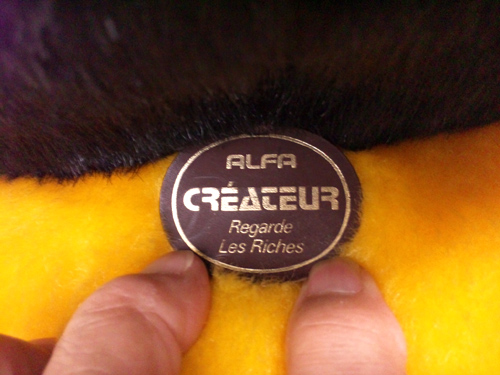 ALFA
CRÉATEUR
Regarde
Les Riches